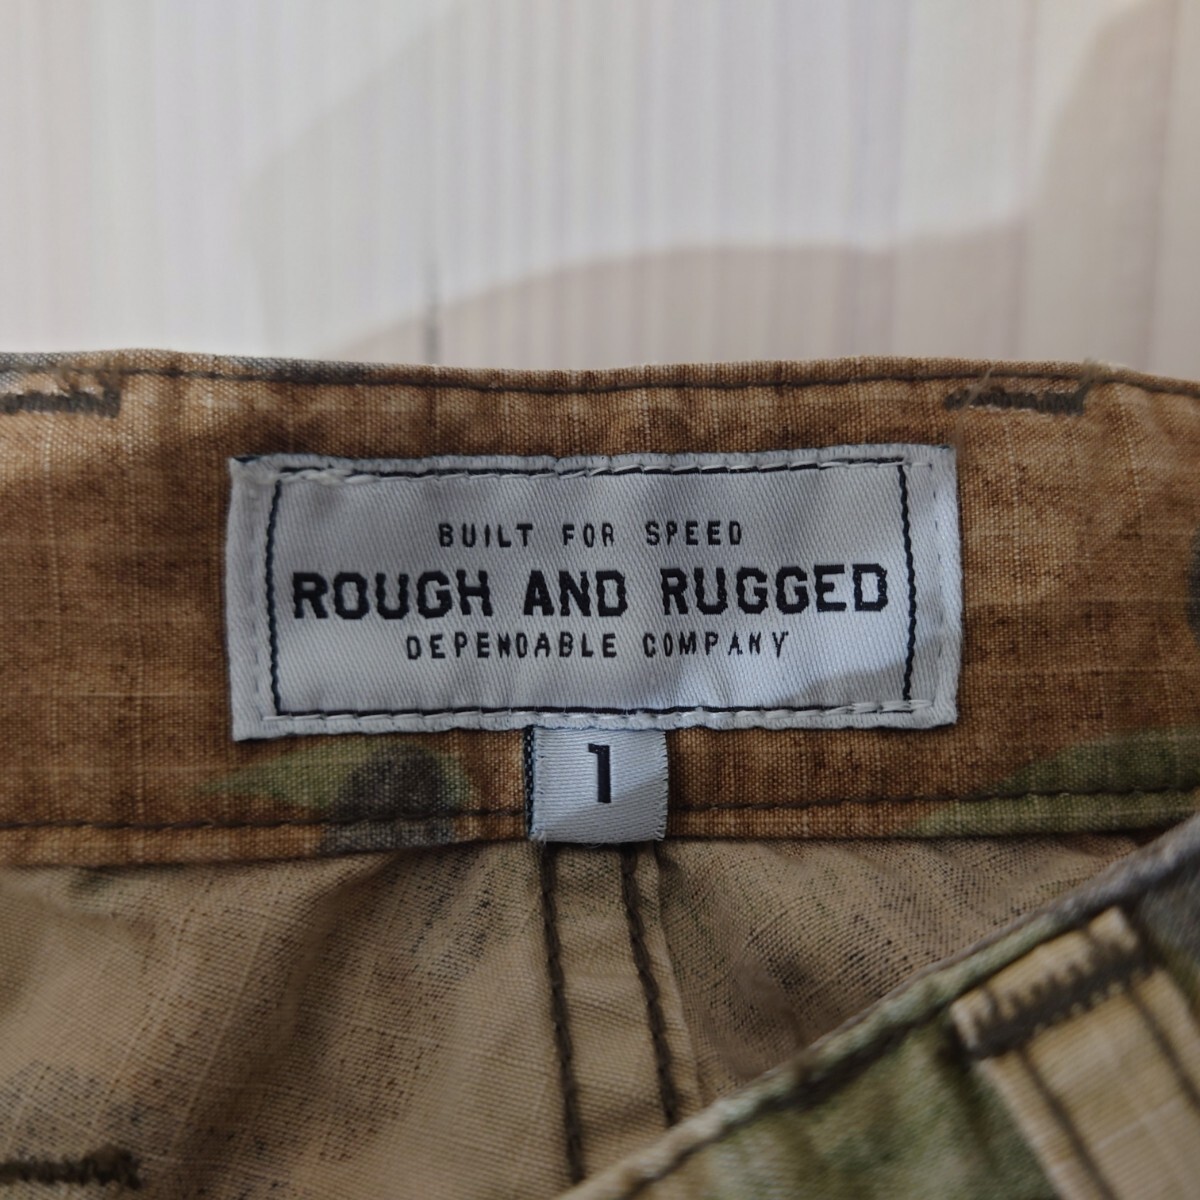 BUILT FOR SPEED
ROUGH AND RUGGED
DEPENDABLE COMPANY
1